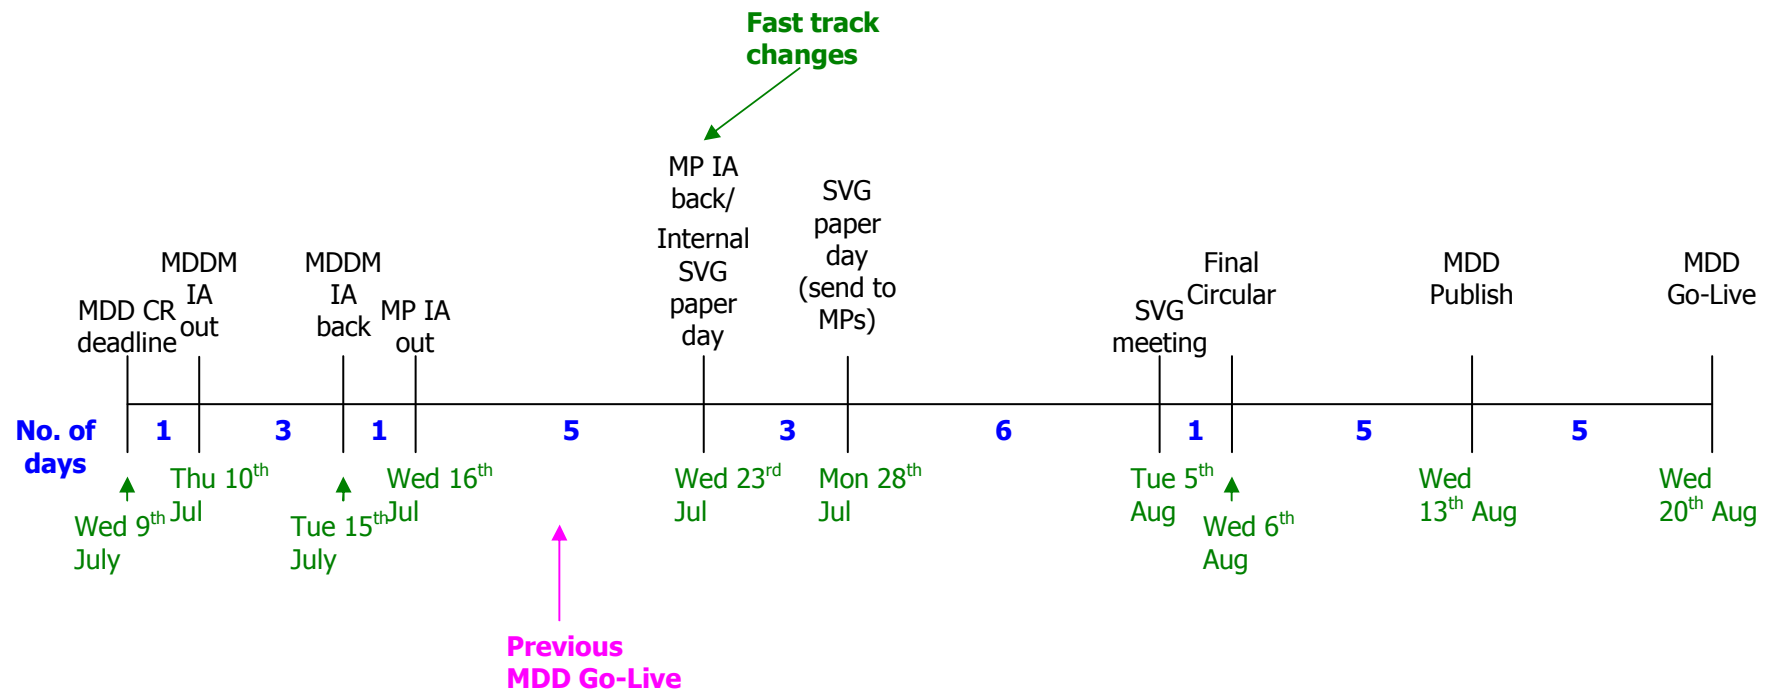 Fast track
changes
MP IA
back/
Internal
SVG
paper
day
SVG
paper
day
(send to
MPs)
MDDM
IA
out
MDDM
IA
back
MDD CR
deadline
MP IA
out
Final
Circular
SVG
meeting
MDD
Publish
MDD
Go-Live
No. of
days
1
3
1
5
3
6
1
5
5
Wed 9th
July
Thu 10th
Jul
Tue 15th
July
Wed 16th
Jul
Wed 23rd
Jul
Mon 28th
Jul
Tue 5th
Aug
Wed 6th
Aug
Wed
13th Aug
Wed
20th Aug
Previous
MDD Go-Live